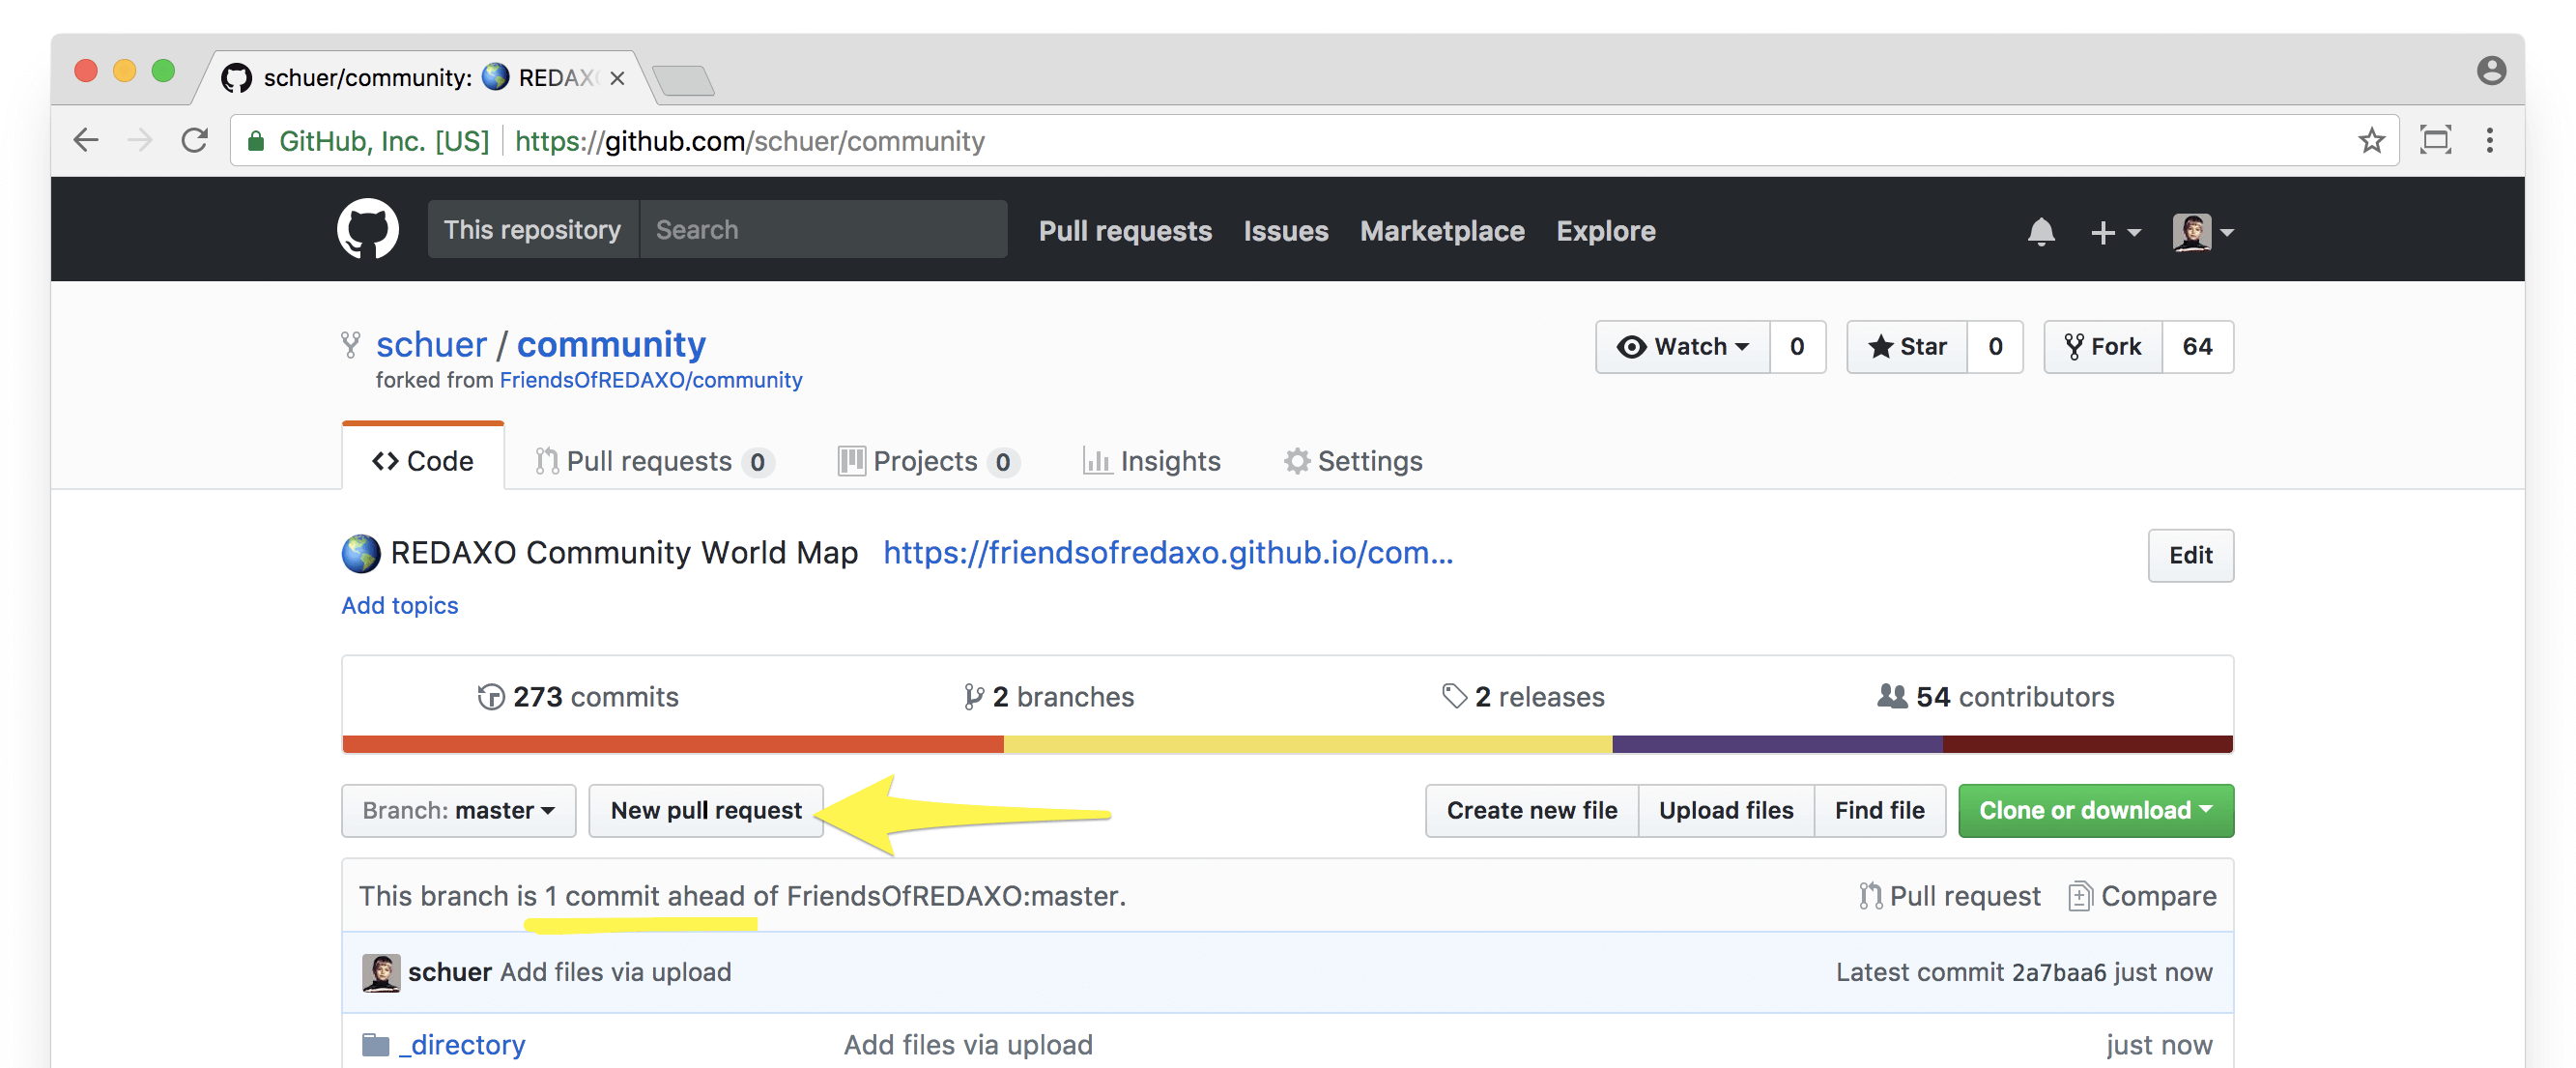 schuer/community: 🌎 REDAX
GitHub, Inc. [US] https://github.com/schuer/community
This repository Search Pull requests Issues Marketplace Explore
schuer / community
Watch 0 Star 0 Fork 64
forked from FriendsOfREDAXO/community
Code Pull requests 0 Projects 0 Insights Settings
🌎 REDAXO Community World Map https://friendsofredaxo.github.io/com...
Edit
Add topics
273 commits 2 branches 2 releases 54 contributors
Branch: master New pull request Create new file Upload files Find file Clone or download
This branch is 1 commit ahead of FriendsOfREDAXO:master. Pull request Compare
schuer Add files via upload Latest commit 2a7baa6 just now
_directory Add files via upload just now